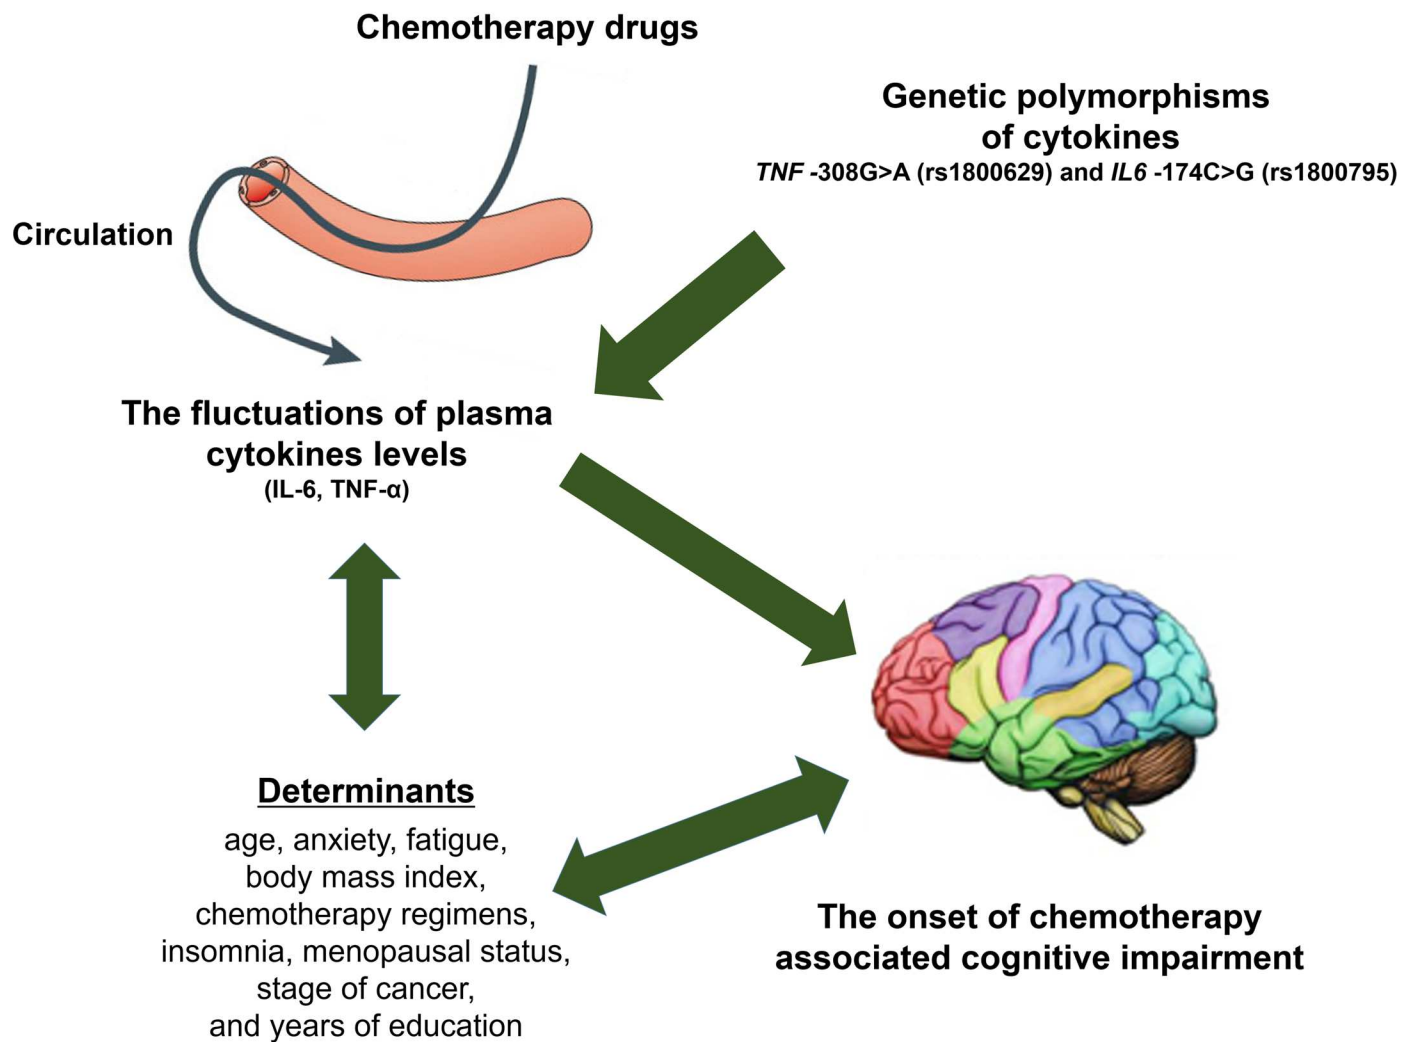 Chemotherapy drugs
Genetic polymorphisms
of cytokines
TNF -308G>A (rs1800629) and IL6 -174C>G (rs1800795)
Circulation
The fluctuations of plasma
cytokines levels
(IL-6, TNF-α)
Determinants
age, anxiety, fatigue,
body mass index,
chemotherapy regimens,
insomnia, menopausal status,
stage of cancer,
and years of education
The onset of chemotherapy
associated cognitive impairment